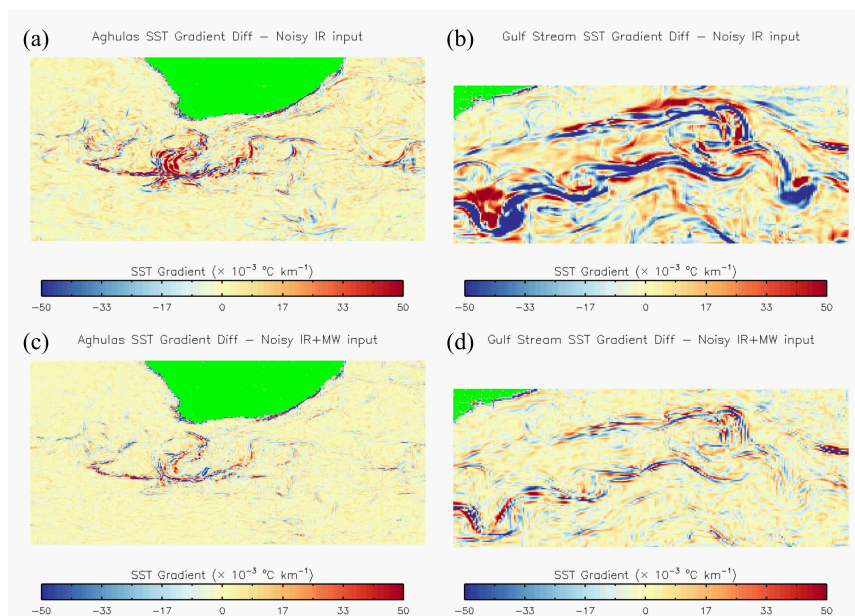 (a) Aghulas SST Gradient Diff − Noisy IR input
(b) Gulf Stream SST Gradient Diff − Noisy IR input
SST Gradient (× 10⁻³ °C km⁻¹)
−50 −33 −17 0 17 33 50
SST Gradient (× 10⁻³ °C km⁻¹)
−50 −33 −17 0 17 33 50
(c) Aghulas SST Gradient Diff − Noisy IR+MW input
(d) Gulf Stream SST Gradient Diff − Noisy IR+MW input
SST Gradient (× 10⁻³ °C km⁻¹)
−50 −33 −17 0 17 33 50
SST Gradient (× 10⁻³ °C km⁻¹)
−50 −33 −17 0 17 33 50